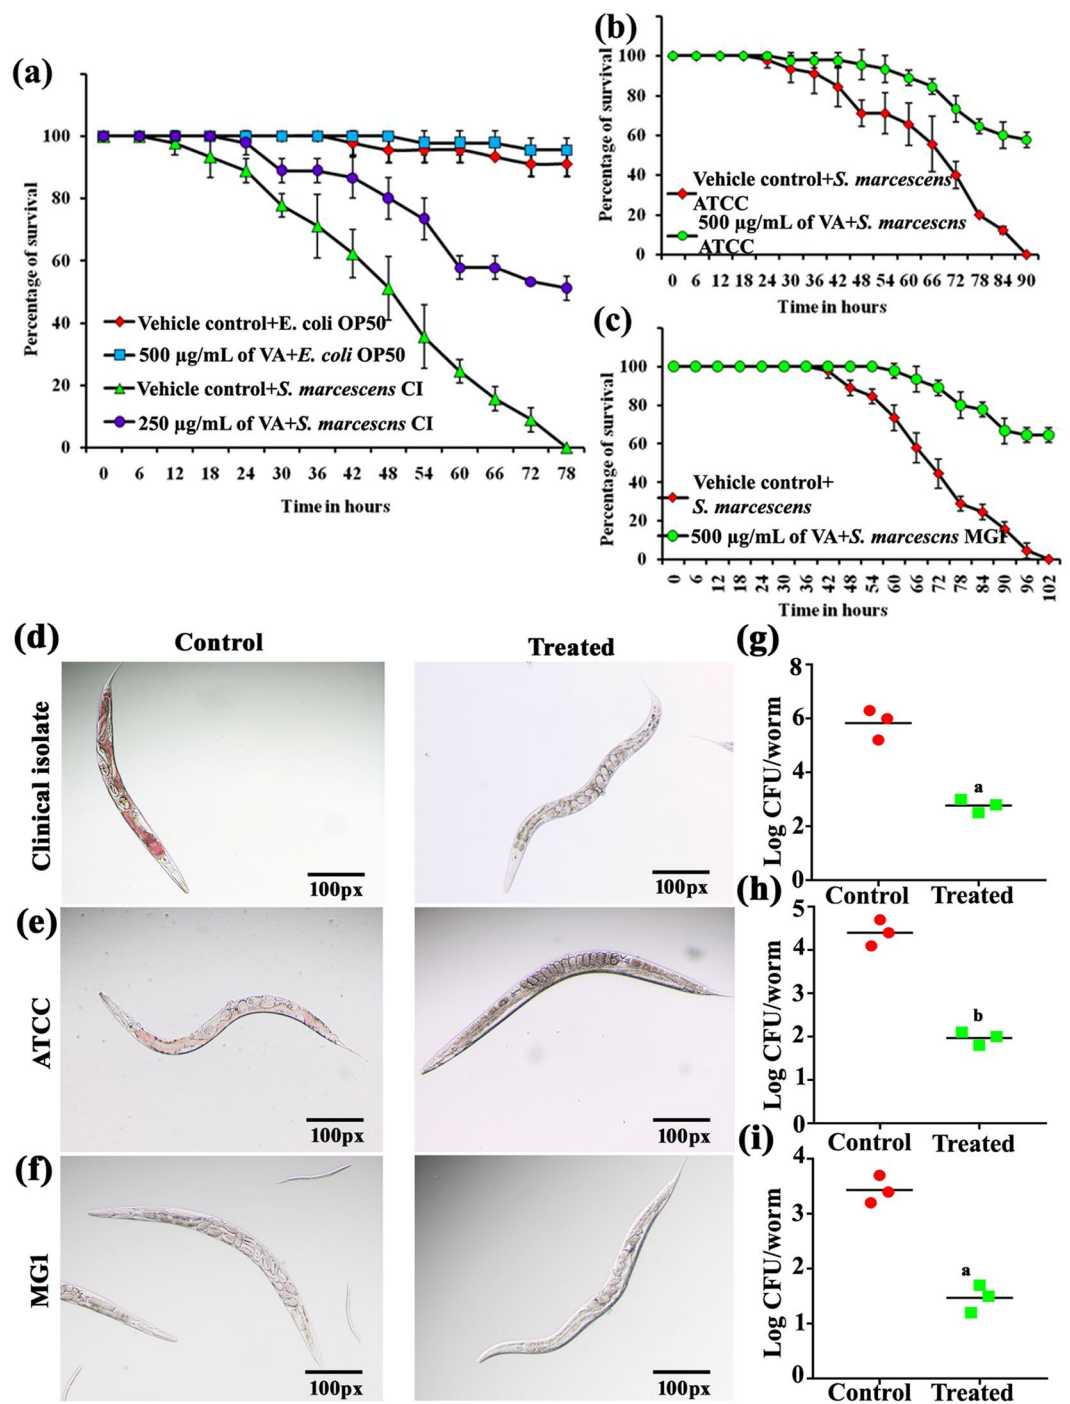 (a)
Percentage of survival
100
80
60
40
20
0
Vehicle control+E. coli OP50
500 µg/mL of VA+E. coli OP50
Vehicle control+S. marcescens CI
250 µg/mL of VA+S. marcescns CI
0 6 12 18 24 30 36 42 48 54 60 66 72 78
Time in hours
(b)
Percentage of survival
100
80
60
40
20
0
Vehicle control+S. marcescens
ATCC
500 µg/mL of VA+S. marcescns
ATCC
0 6 12 18 24 30 36 42 48 54 60 66 72 78 84 90
Time in hours
(c)
Percentage of survival
100
80
60
40
20
0
Vehicle control+
S. marcescens
500 µg/mL of VA+S. marcescns MG1
0 6 12 18 24 30 36 42 48 54 60 66 72 78 84 90 96 102
Time in hours
(d)
Control
Treated
Clinical isolate
100px
100px
(g)
Log CFU/worm
8
6
4
2
0
a
Control Treated
(e)
ATCC
100px
100px
(h)
Log CFU/worm
5
4
3
2
1
0
b
Control Treated
(f)
MG1
100px
100px
(i)
Log CFU/worm
4
3
2
1
0
a
Control Treated